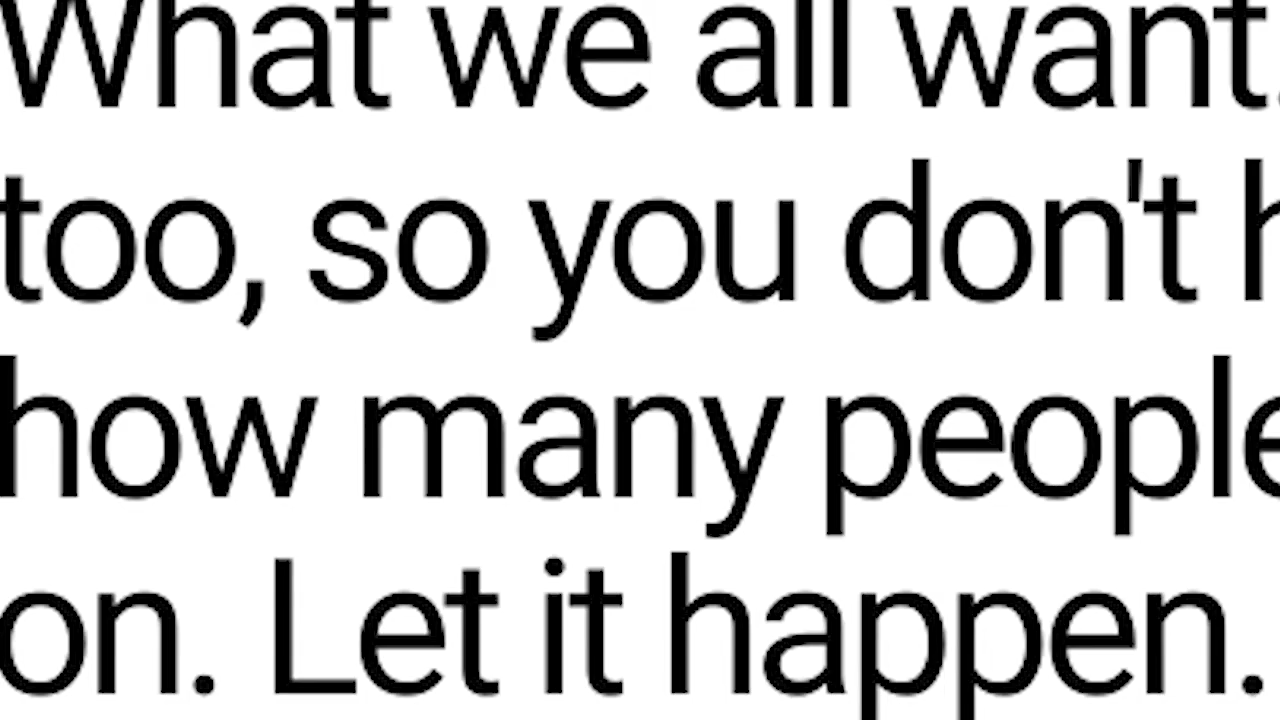 What we all want.
too, so you don't h
how many people
on. Let it happen.